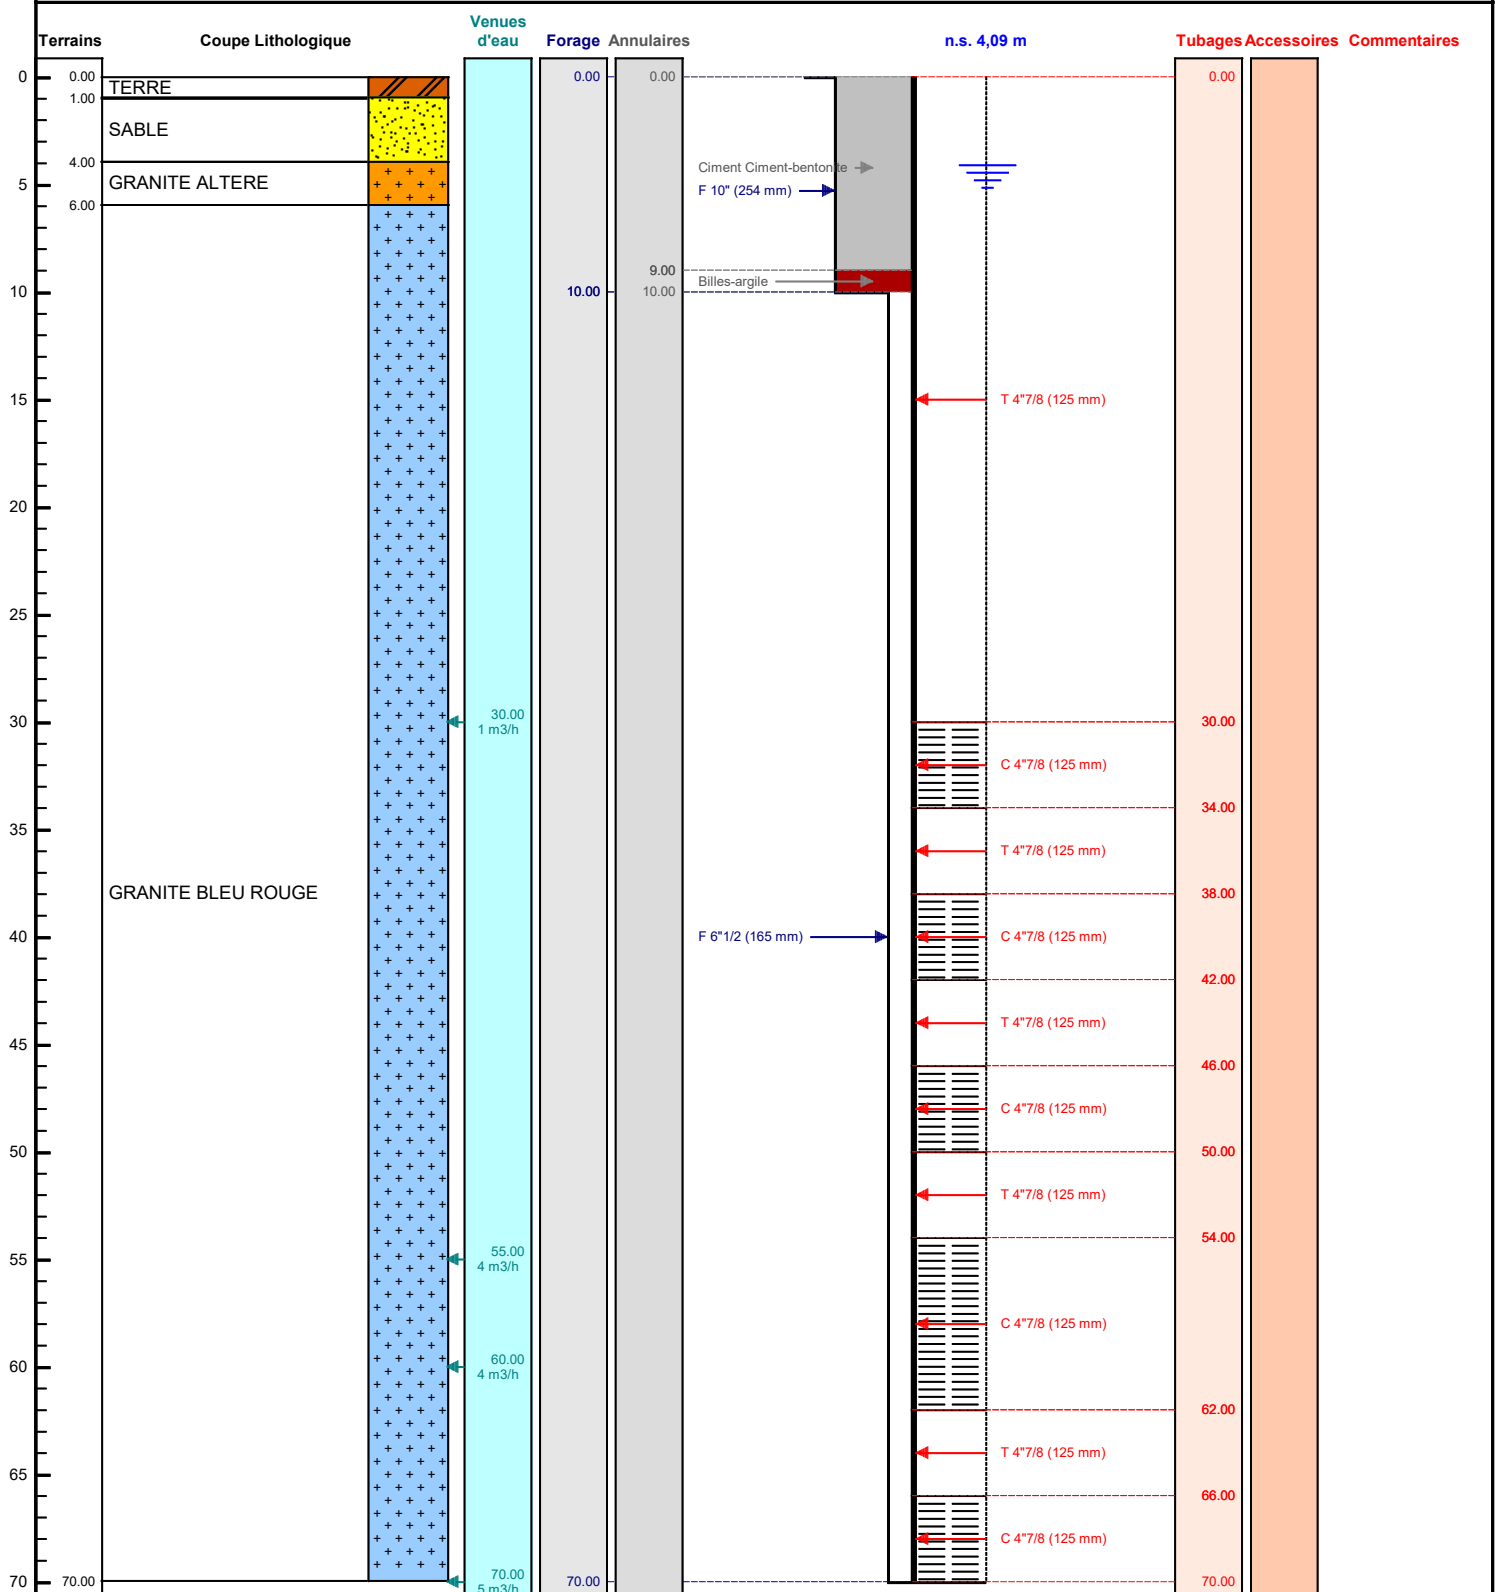 Terrains Coupe Lithologique Venues d'eau Forage Annulaires n.s. 4,09 m Tubages Accessoires Commentaires
0 0.00 0.00 0.00 0.00
TERRE
1.00
SABLE
4.00
Ciment Ciment-bentonite
5 GRANITE ALTERE F 10" (254 mm)
6.00
9.00
Billes-argile
10 10.00 10.00
15 T 4"7/8 (125 mm)
20
25
30 30.00 30.00
1 m3/h
C 4"7/8 (125 mm)
34.00
35
T 4"7/8 (125 mm)
GRANITE BLEU ROUGE 38.00
40 F 6"1/2 (165 mm) C 4"7/8 (125 mm)
42.00
T 4"7/8 (125 mm)
45
46.00
C 4"7/8 (125 mm)
50 50.00
T 4"7/8 (125 mm)
54.00
55 55.00
4 m3/h
C 4"7/8 (125 mm)
60 60.00
4 m3/h
62.00
T 4"7/8 (125 mm)
65
66.00
C 4"7/8 (125 mm)
70 70.00 70.00 70.00 70.00
5 m3/h